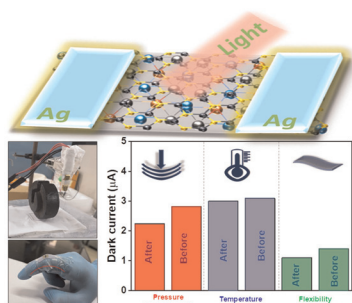 Light
Ag
Ag
Dark current (μA)
5
4
3
2
1
0
After
Before
After
Before
After
Before
Pressure
Temperature
Flexibility